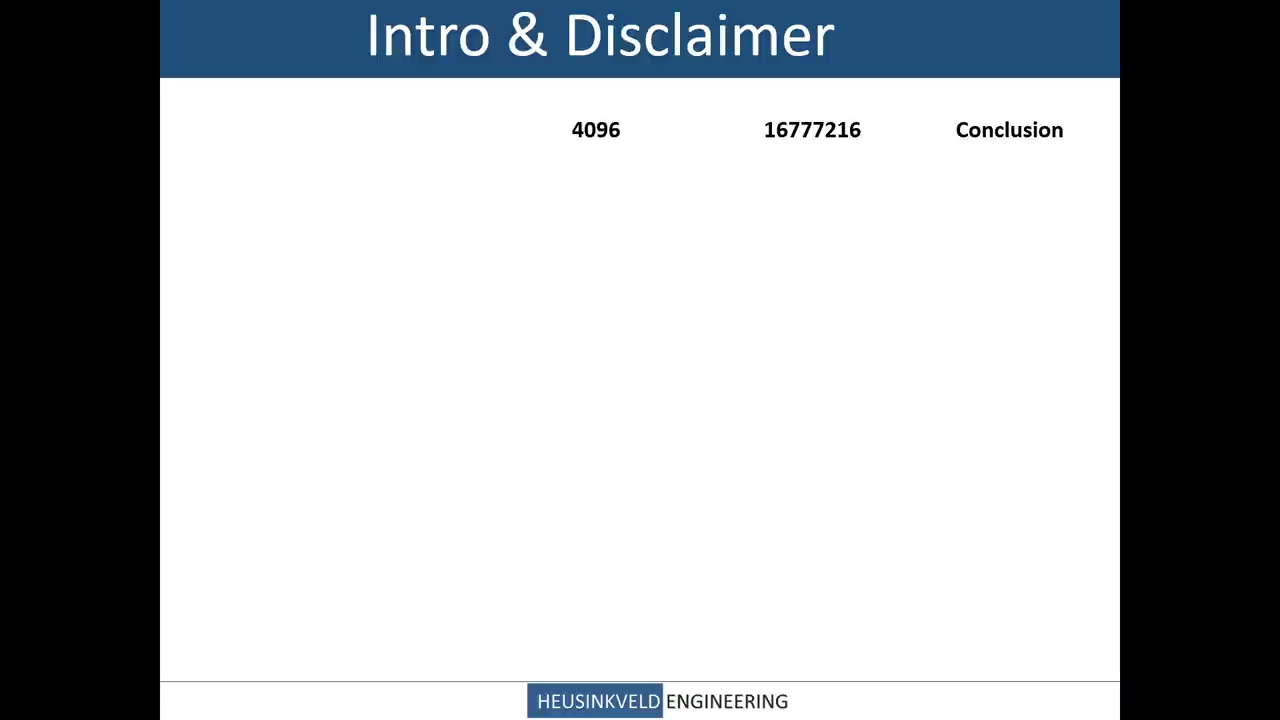 Intro & Disclaimer
4096 16777216 Conclusion
HEUSINKVELD ENGINEERING